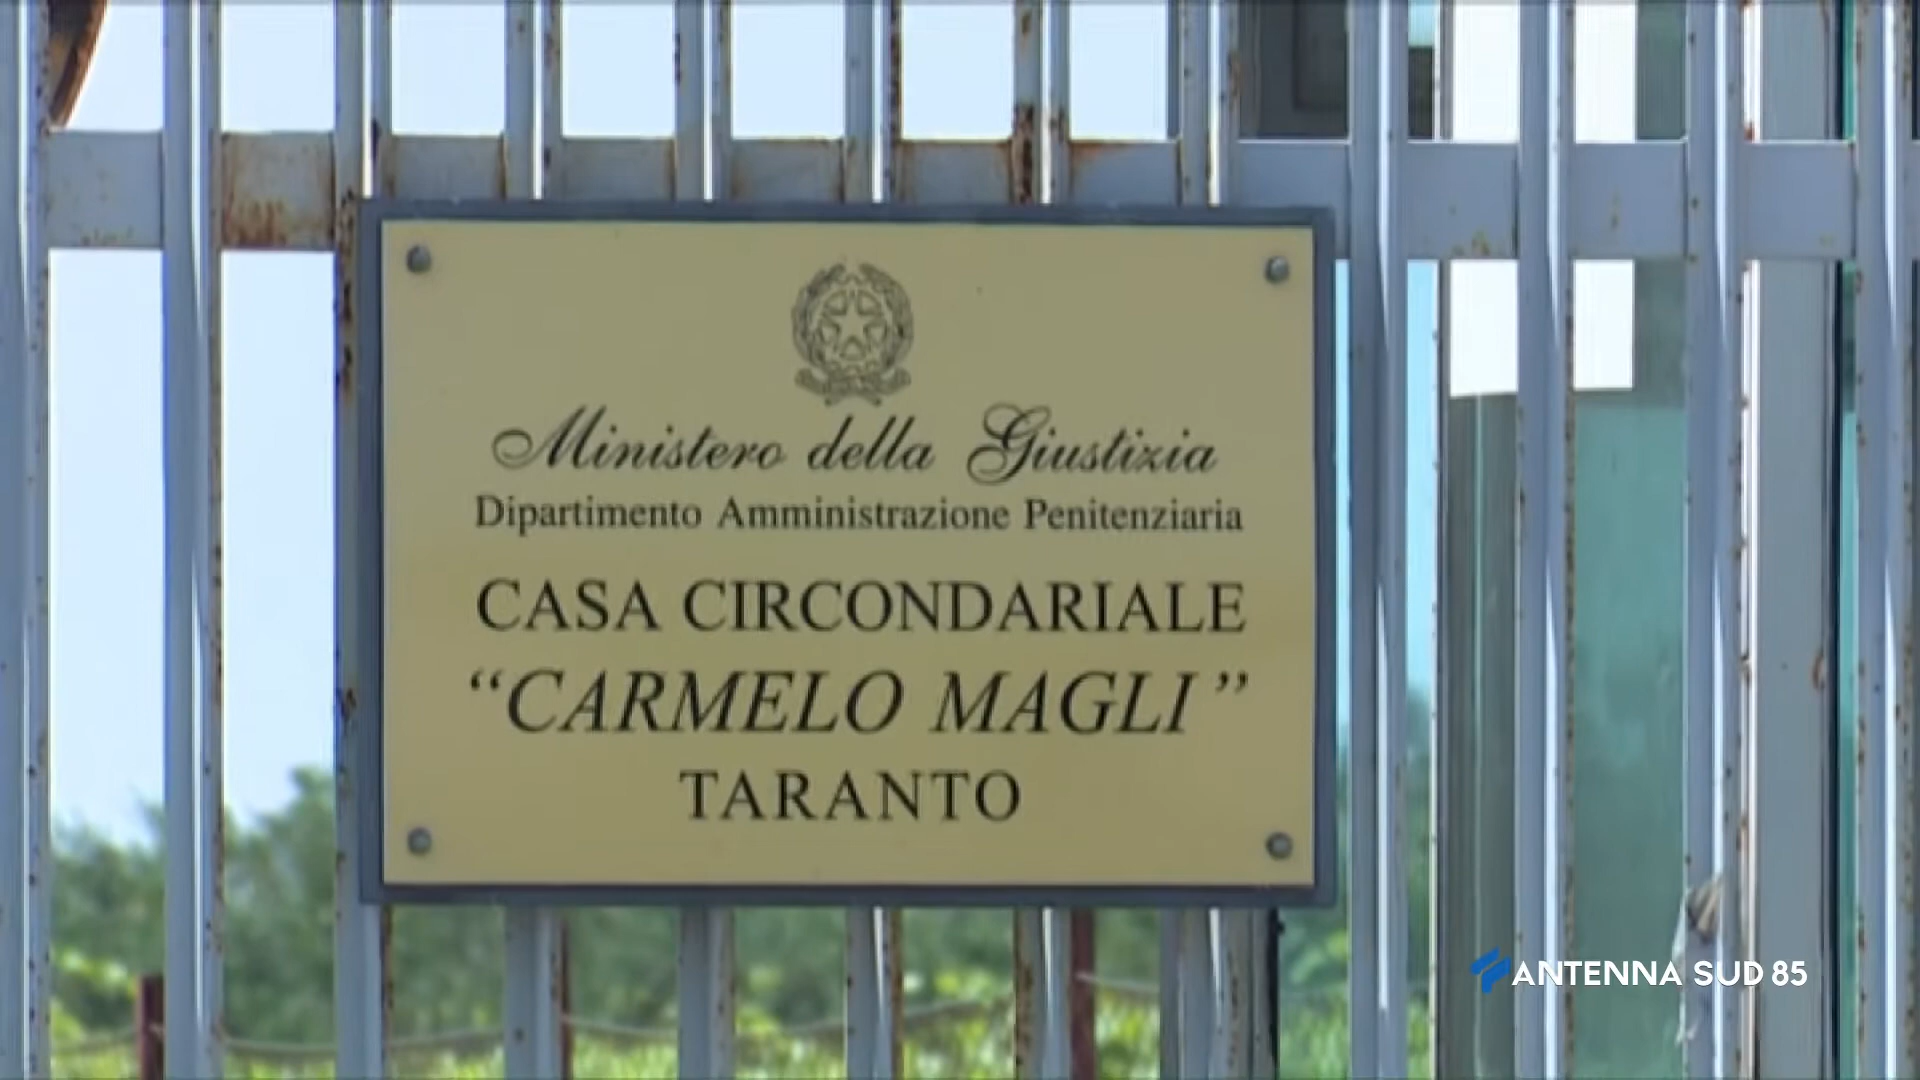 Ministero della Giustizia
Dipartimento Amministrazione Penitenziaria
CASA CIRCONDARIALE
“CARMELO MAGLI”
TARANTO
ANTENNA SUD 85